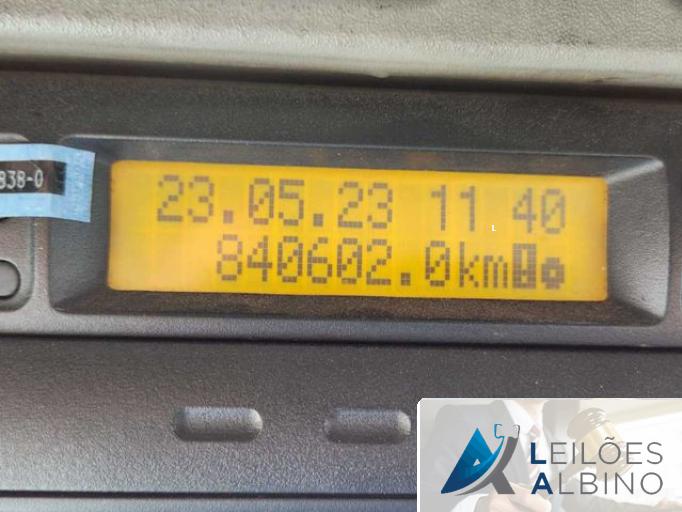 838-0
23.05.23 11 40
840602.0km
LEILÕES
ALBINO